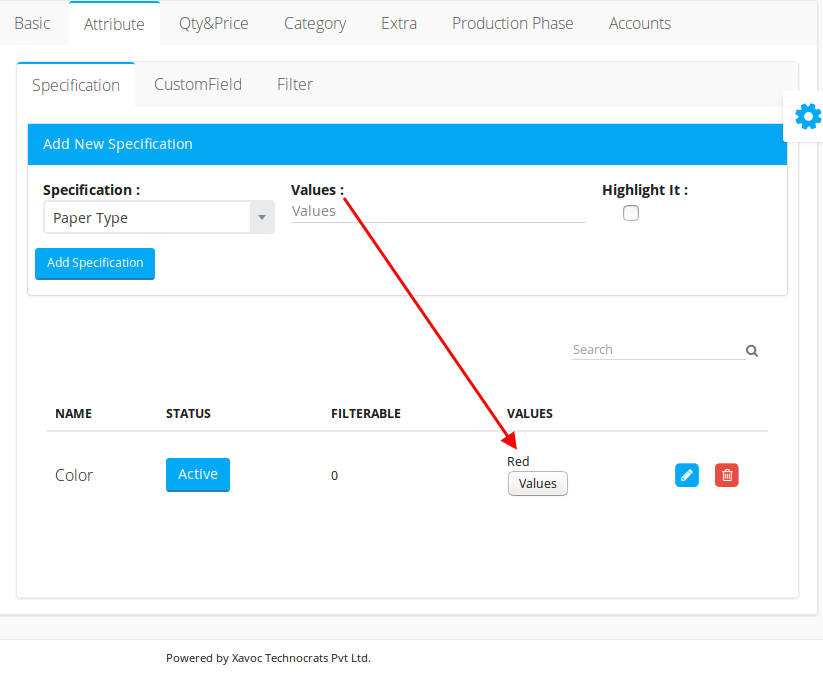 Basic Attribute Qty&Price Category Extra Production Phase Accounts
Specification CustomField Filter
Add New Specification
Specification : Values : Highlight It :
Paper Type Values
Add Specification
Search
NAME STATUS FILTERABLE VALUES
Color Active 0 Red
Values
Powered by Xavoc Technocrats Pvt Ltd.